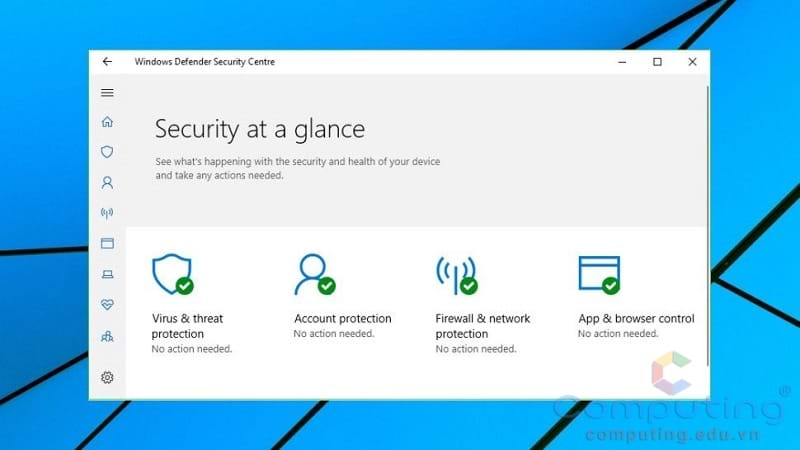 Windows Defender Security Centre
Security at a glance
See what's happening with the security and health of your device
and take any actions needed.
Virus & threat
protection
No action needed.
Account protection
No action needed.
Firewall & network
protection
No action needed.
App & browser control
No action needed.
Computing®
computing.edu.vn